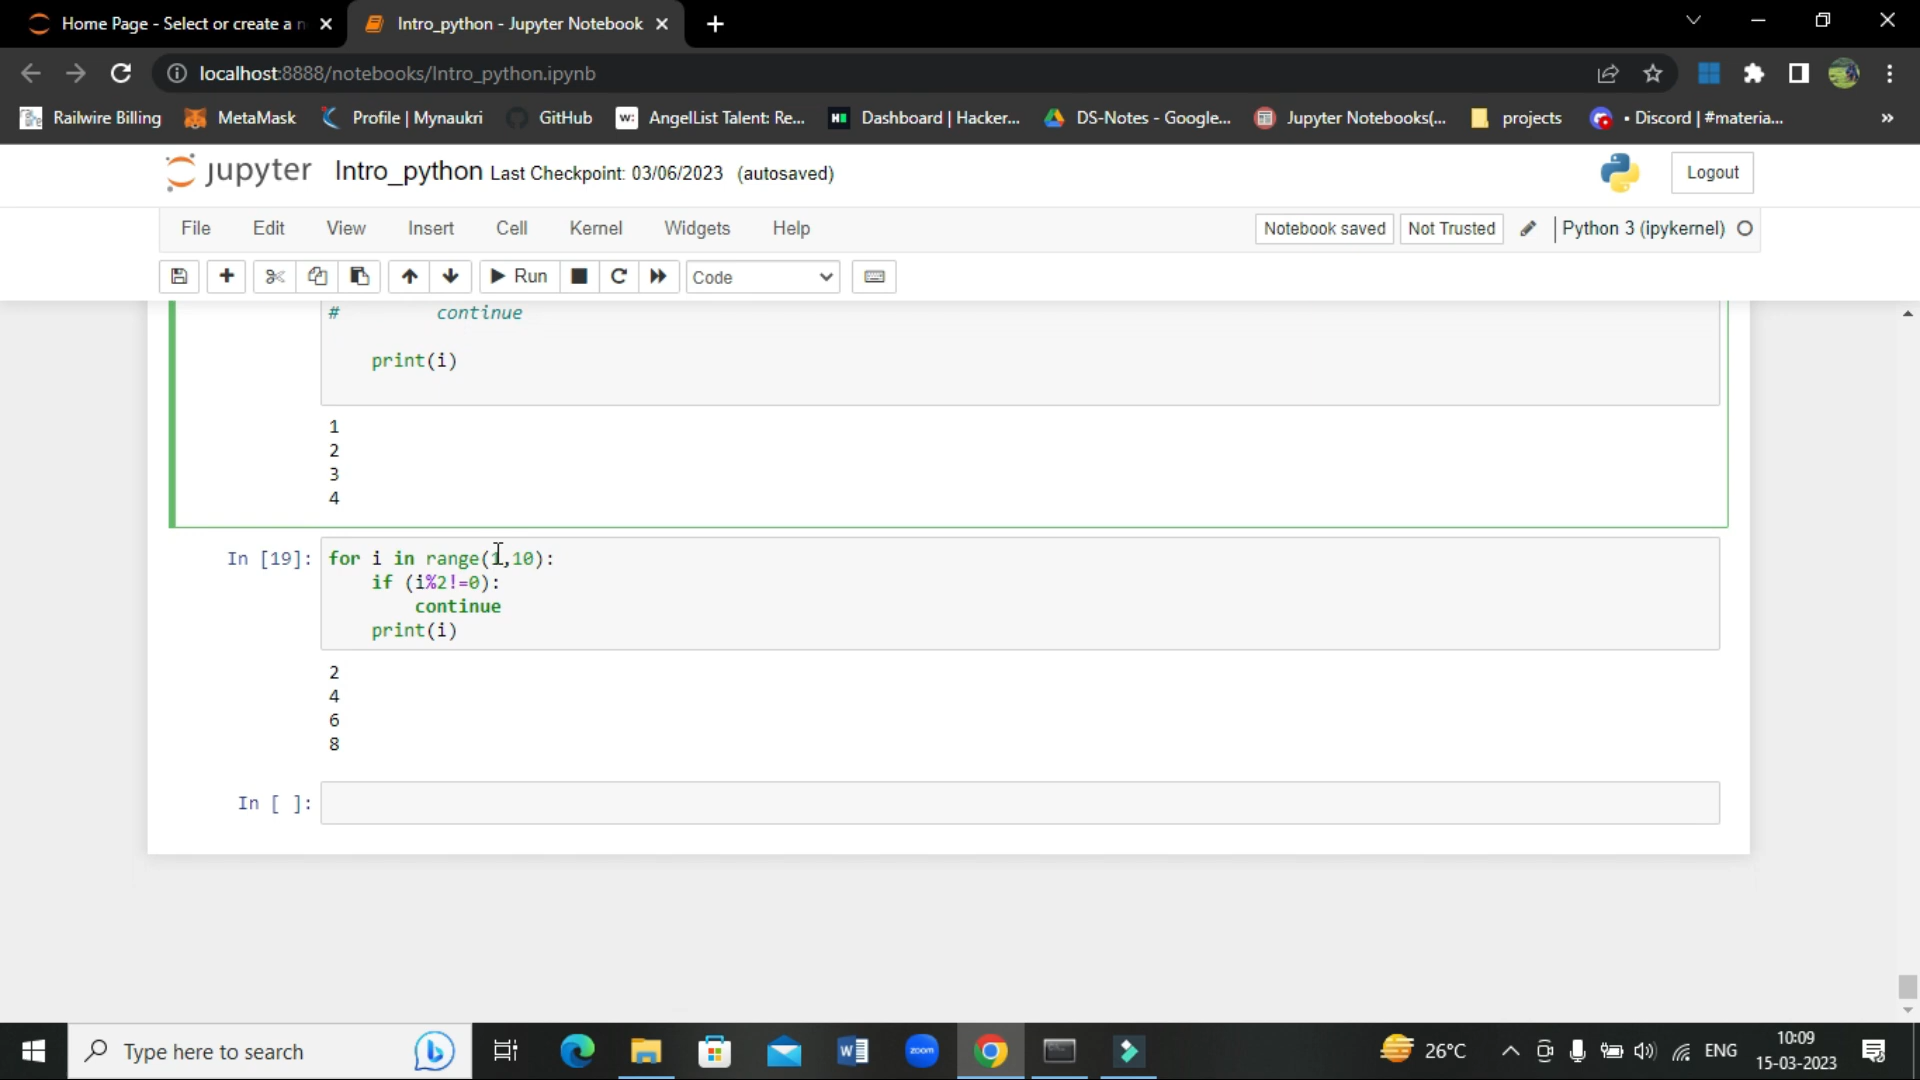 Home Page - Select or create a n
Intro_python - Jupyter Notebook
localhost:8888/notebooks/Intro_python.ipynb
Railwire Billing
MetaMask
Profile | Mynaukri
GitHub
AngelList Talent: Re...
Dashboard | Hacker...
DS-Notes - Google...
Jupyter Notebooks(...
projects
• Discord | #materia...
»
jupyter
Intro_python Last Checkpoint: 03/06/2023 (autosaved)
Logout
File
Edit
View
Insert
Cell
Kernel
Widgets
Help
Notebook saved
Not Trusted
Python 3 (ipykernel)
Run
Code
# continue
print(i)
1
2
3
4
In [19]:
for i in range(1,10):
if (i%2!=0):
continue
print(i)
2
4
6
8
In [ ]:
Type here to search
zoom
26°C
ENG
10:09
15-03-2023